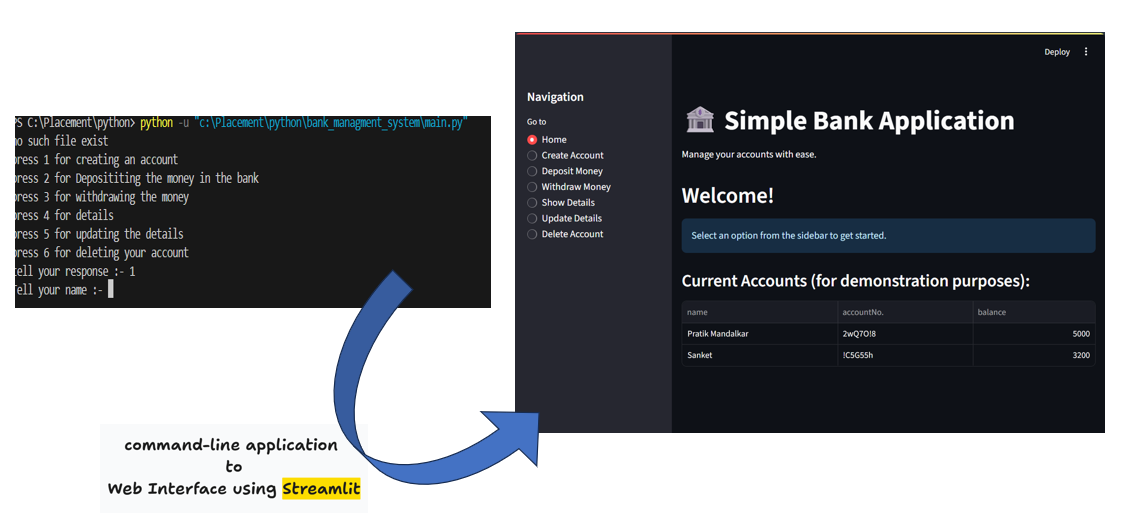 PS C:\Placement\python> python -u "c:\Placement\python\bank_managment_system\main.py"
no such file exist
press 1 for creating an account
press 2 for Deposititing the money in the bank
press 3 for withdrawing the money
press 4 for details
press 5 for updating the details
press 6 for deleting your account
tell your response :- 1
Tell your name :-
command-line application
to
Web Interface using Streamlit
Deploy
Navigation
Go to
Home
Create Account
Deposit Money
Withdraw Money
Show Details
Update Details
Delete Account
Simple Bank Application
Manage your accounts with ease.
Welcome!
Select an option from the sidebar to get started.
Current Accounts (for demonstration purposes):
name accountNo. balance
Pratik Mandalkar 2wQ7O!8 5000
Sanket !C5G55h 3200